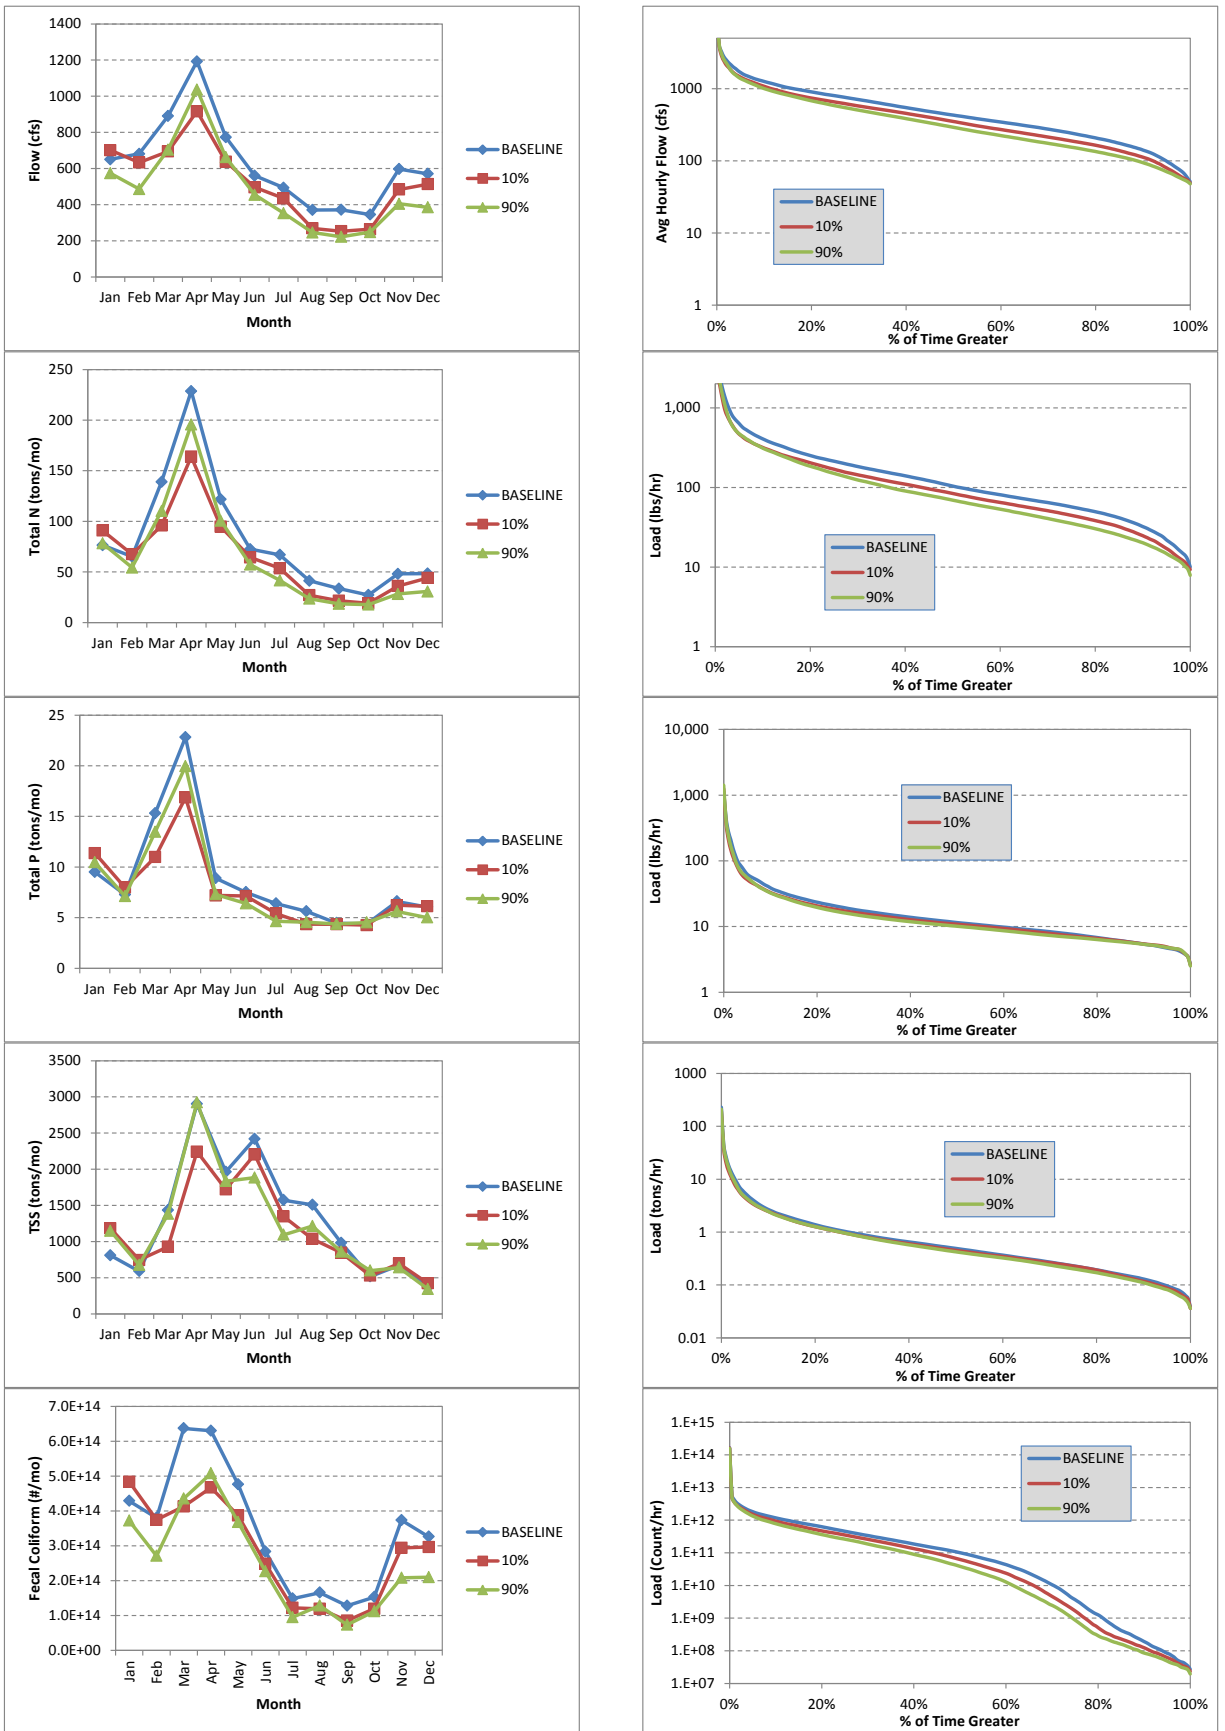 1400
1200
1000
800
600
400
200
0
Flow (cfs)
Jan Feb Mar Apr May Jun Jul Aug Sep Oct Nov Dec
Month
BASELINE
10%
90%
1000
100
10
1
Avg Hourly Flow (cfs)
BASELINE
10%
90%
0% 20% 40% 60% 80% 100%
% of Time Greater
250
200
150
100
50
0
Total N (tons/mo)
Jan Feb Mar Apr May Jun Jul Aug Sep Oct Nov Dec
Month
BASELINE
10%
90%
1,000
100
10
1
Load (lbs/hr)
BASELINE
10%
90%
0% 20% 40% 60% 80% 100%
% of Time Greater
25
20
15
10
5
0
Total P (tons/mo)
Jan Feb Mar Apr May Jun Jul Aug Sep Oct Nov Dec
Month
BASELINE
10%
90%
10,000
1,000
100
10
1
Load (lbs/hr)
BASELINE
10%
90%
0% 20% 40% 60% 80% 100%
% of Time Greater
3500
3000
2500
2000
1500
1000
500
0
TSS (tons/mo)
Jan Feb Mar Apr May Jun Jul Aug Sep Oct Nov Dec
Month
BASELINE
10%
90%
1000
100
10
1
0.1
0.01
Load (tons/hr)
BASELINE
10%
90%
0% 20% 40% 60% 80% 100%
% of Time Greater
7.0E+14
6.0E+14
5.0E+14
4.0E+14
3.0E+14
2.0E+14
1.0E+14
0.0E+00
Fecal Coliform (#/mo)
Jan Feb Mar Apr May Jun Jul Aug Sep Oct Nov Dec
Month
BASELINE
10%
90%
1.E+15
1.E+14
1.E+13
1.E+12
1.E+11
1.E+10
1.E+09
1.E+08
1.E+07
Load (Count/hr)
BASELINE
10%
90%
0% 20% 40% 60% 80% 100%
% of Time Greater